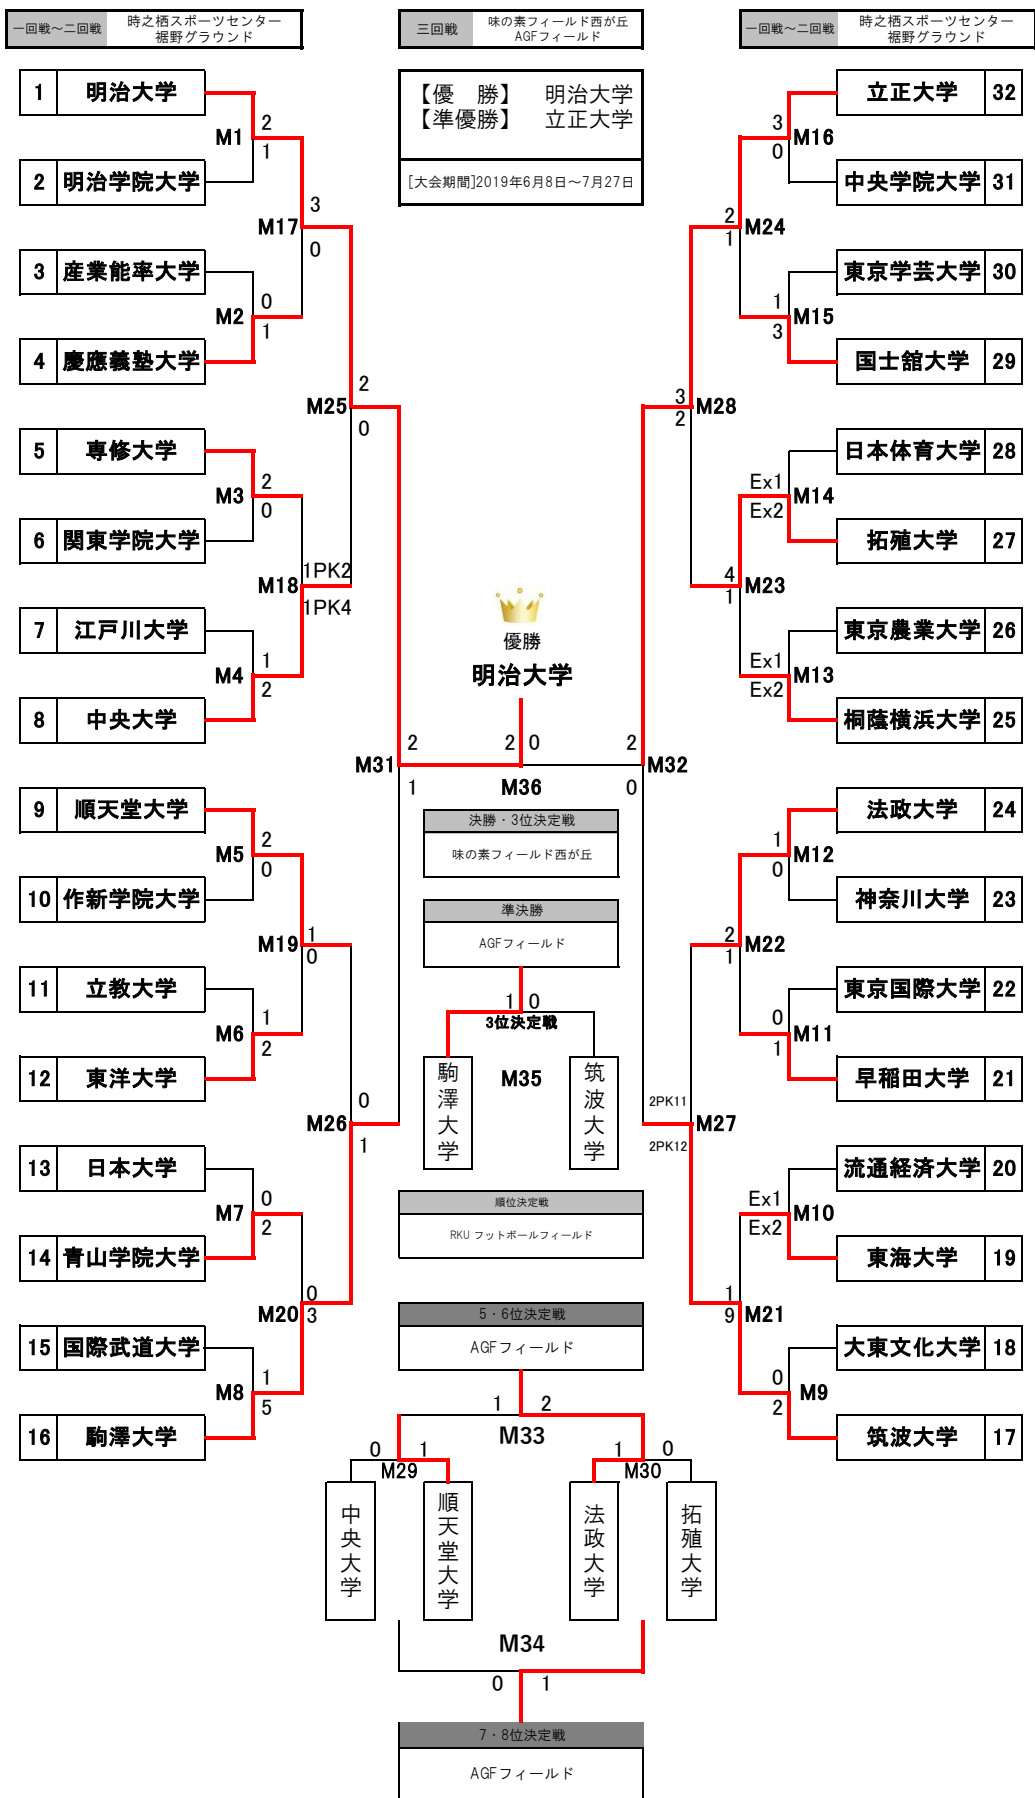 一回戦～二回戦
時之栖スポーツセンター
裾野グラウンド
三回戦
味の素フィールド西が丘
AGFフィールド
一回戦～二回戦
時之栖スポーツセンター
裾野グラウンド
【優　勝】　明治大学
【準優勝】　立正大学
[大会期間]2019年6月8日～7月27日
1 明治大学
M1
2
1
2 明治学院大学
M17
3
0
3 産業能率大学
M2
0
1
4 慶應義塾大学
M25
2
0
5 専修大学
M3
2
0
6 関東学院大学
M18
1PK2
1PK4
7 江戸川大学
M4
1
2
8 中央大学
M31
2
1
9 順天堂大学
M5
2
0
10 作新学院大学
M19
1
0
11 立教大学
M6
1
2
12 東洋大学
M26
0
1
13 日本大学
M7
0
2
14 青山学院大学
M20
0
3
15 国際武道大学
M8
1
5
16 駒澤大学
優勝
明治大学
2 0
M36
決勝・3位決定戦
味の素フィールド西が丘
準決勝
AGFフィールド
1 0
3位決定戦
M35
駒澤大学
筑波大学
順位決定戦
RKU フットボールフィールド
5・6位決定戦
AGFフィールド
1 2
M33
0 1
M29
1 0
M30
中央大学
順天堂大学
法政大学
拓殖大学
M34
0 1
7・8位決定戦
AGFフィールド
立正大学 32
3
0
M16
中央学院大学 31
2
1
M24
東京学芸大学 30
1
3
M15
国士舘大学 29
3
2
M28
日本体育大学 28
Ex1
Ex2
M14
拓殖大学 27
4
1
M23
東京農業大学 26
Ex1
Ex2
M13
桐蔭横浜大学 25
2
0
M32
法政大学 24
1
0
M12
神奈川大学 23
2
1
M22
東京国際大学 22
0
1
M11
早稲田大学 21
2PK11
2PK12
M27
流通経済大学 20
Ex1
Ex2
M10
東海大学 19
1
9
M21
大東文化大学 18
0
2
M9
筑波大学 17